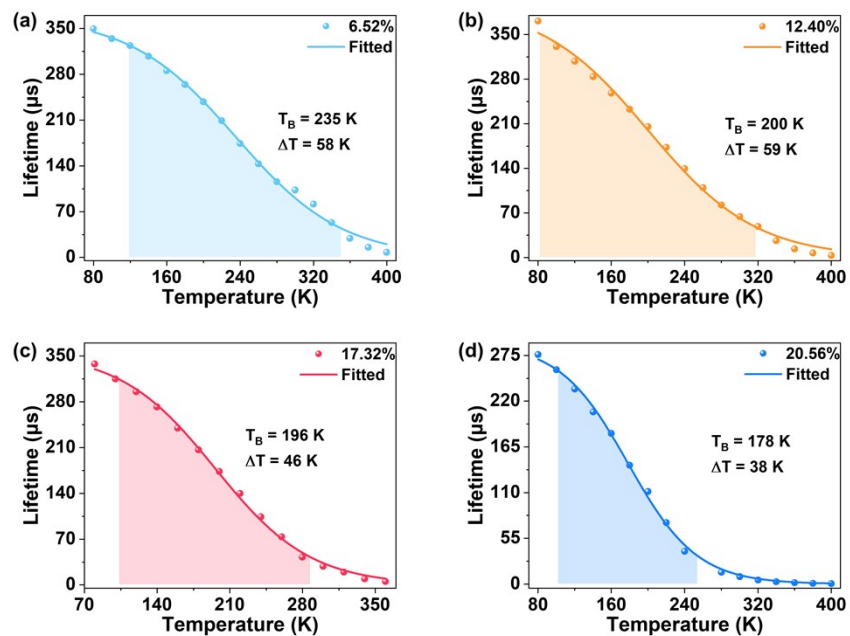 (a)
6.52%
Fitted
T_B = 235 K
ΔT = 58 K
Lifetime (μs)
350
280
210
140
70
0
80 160 240 320 400
Temperature (K)
(b)
12.40%
Fitted
T_B = 200 K
ΔT = 59 K
Lifetime (μs)
350
280
210
140
70
0
80 160 240 320 400
Temperature (K)
(c)
17.32%
Fitted
T_B = 196 K
ΔT = 46 K
Lifetime (μs)
350
280
210
140
70
0
70 140 210 280 350
Temperature (K)
(d)
20.56%
Fitted
T_B = 178 K
ΔT = 38 K
Lifetime (μs)
275
220
165
110
55
0
80 160 240 320 400
Temperature (K)